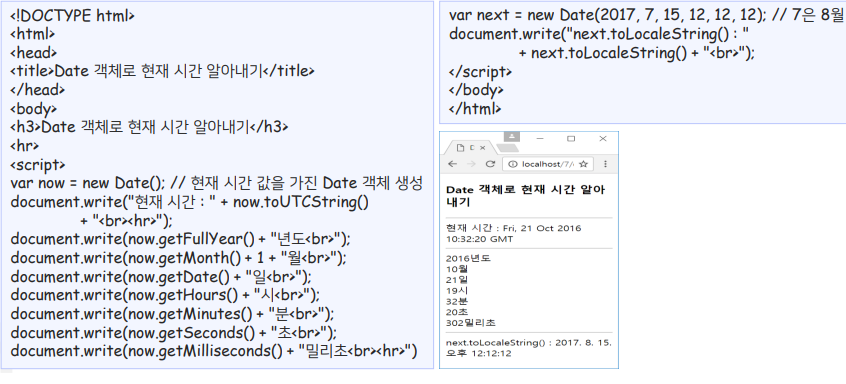 <!DOCTYPE html>
<html>
<head>
<title>Date 객체로 현재 시간 알아내기</title>
</head>
<body>
<h3>Date 객체로 현재 시간 알아내기</h3>
<hr>
<script>
var now = new Date(); // 현재 시간 값을 가진 Date 객체 생성
document.write("현재 시간 : " + now.toUTCString()
+ "<br><hr>");
document.write(now.getFullYear() + "년도<br>");
document.write(now.getMonth() + 1 + "월<br>");
document.write(now.getDate() + "일<br>");
document.write(now.getHours() + "시<br>");
document.write(now.getMinutes() + "분<br>");
document.write(now.getSeconds() + "초<br>");
document.write(now.getMilliseconds() + "밀리초<br><hr>")
var next = new Date(2017, 7, 15, 12, 12, 12); // 7은 8월
document.write("next.toLocaleString() : "
+ next.toLocaleString() + "<br>");
</script>
</body>
</html>
D
localhost/7/
Date 객체로 현재 시간 알아
내기
현재 시간 : Fri, 21 Oct 2016
10:32:20 GMT
2016년도
10월
21일
19시
32분
20초
302밀리초
next.toLocaleString() : 2017. 8. 15.
오후 12:12:12